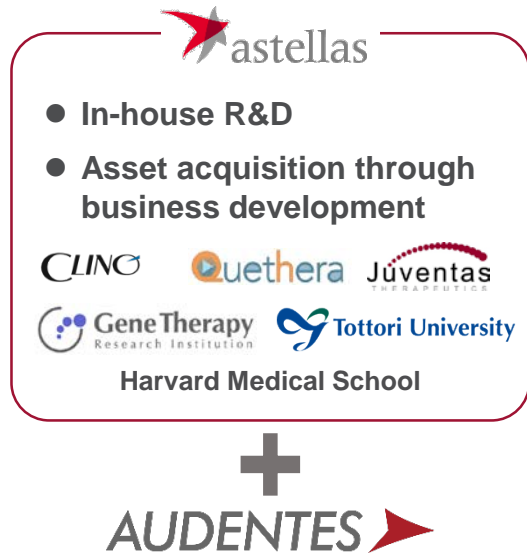 astellas
● In-house R&D
● Asset acquisition through
business development
CLINO Quethera Juventas
THERAPEUTICS
Gene Therapy Tottori University
Research Institution
Harvard Medical School
+
AUDENTES